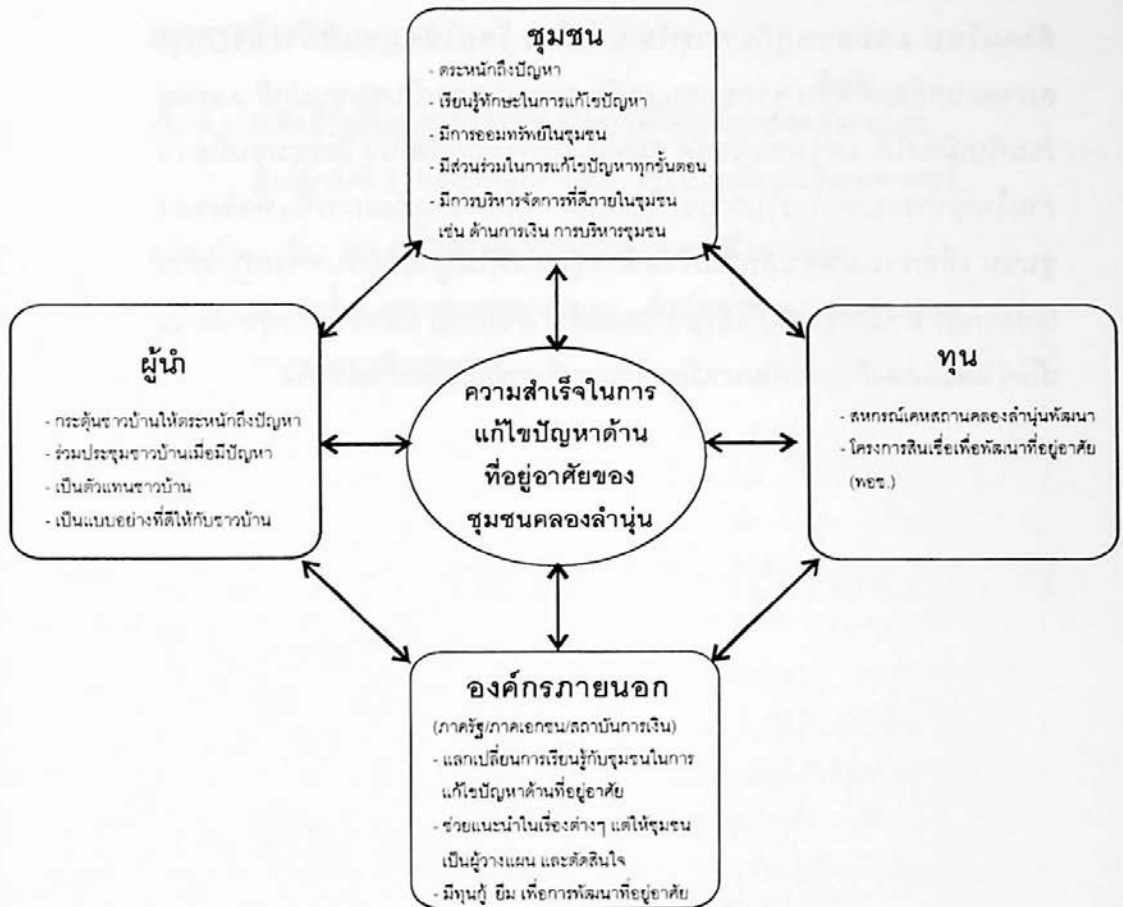 ชุมชน
- ตระหนักถึงปัญหา
- เรียนรู้ทักษะในการแก้ไขปัญหา
- มีการออมทรัพย์ในชุมชน
- มีส่วนร่วมในการแก้ไขปัญหาทุกขั้นตอน
- มีการบริหารจัดการที่ดีภายในชุมชน
เช่น ด้านการเงิน การบริหารชุมชน
ผู้นำ
- กระตุ้นชาวบ้านให้ตระหนักถึงปัญหา
- ร่วมประชุมชาวบ้านเมื่อมีปัญหา
- เป็นตัวแทนชาวบ้าน
- เป็นแบบอย่างที่ดีให้กับชาวบ้าน
ความสำเร็จในการ
แก้ไขปัญหาด้าน
ที่อยู่อาศัยของ
ชุมชนคลองลำนุ่น
ทุน
- สหกรณ์เคหสถานคลองลำนุ่นพัฒนา
- โครงการสินเชื่อเพื่อพัฒนาที่อยู่อาศัย
(พอช.)
องค์กรภายนอก
(ภาครัฐ/ภาคเอกชน/สถาบันการเงิน)
- แลกเปลี่ยนการเรียนรู้กับชุมชนในการ
แก้ไขปัญหาด้านที่อยู่อาศัย
- ช่วยแนะนำในเรื่องต่างๆ แต่ให้ชุมชน
เป็นผู้วางแผน และตัดสินใจ
- มีทุนกู้ ยืม เพื่อการพัฒนาที่อยู่อาศัย